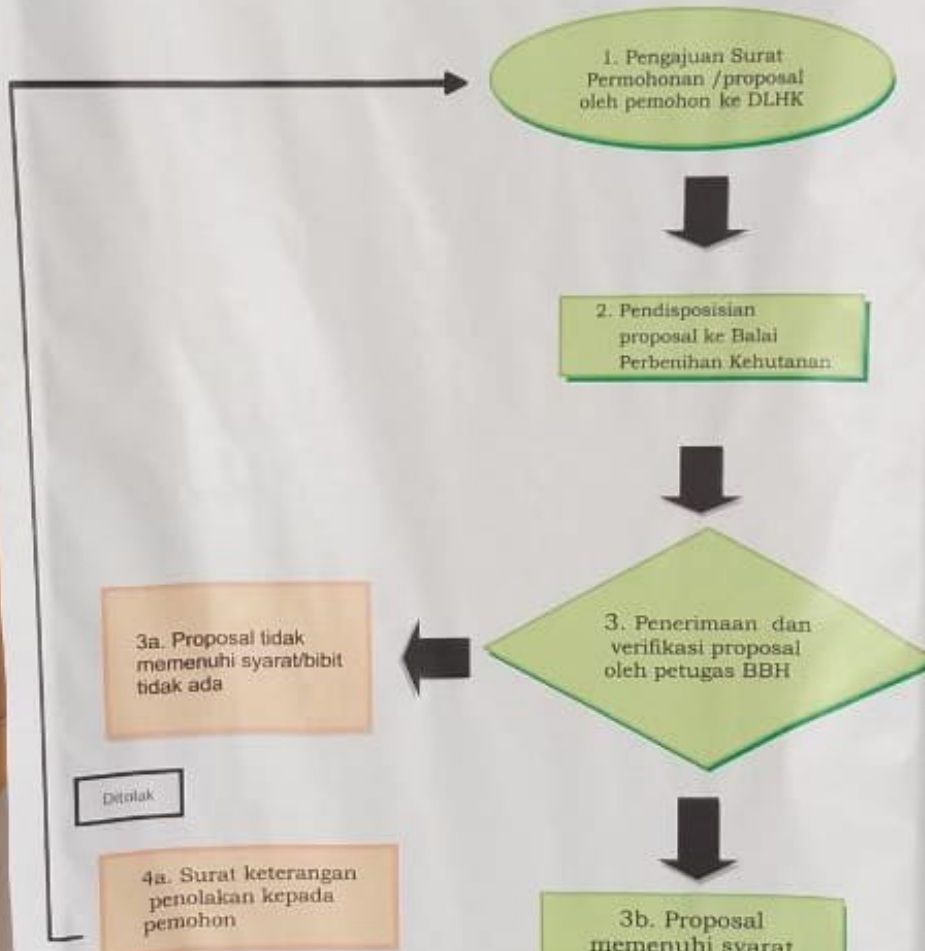 1. Pengajuan Surat
Permohonan /proposal
oleh pemohon ke DLHK
2. Pendisposisian
proposal ke Balai
Perbenihan Kehutanan
3. Penerimaan dan
verifikasi proposal
oleh petugas BBH
3a. Proposal tidak
memenuhi syarat/bibit
tidak ada
Ditolak
4a. Surat keterangan
penolakan kepada
pemohon
3b. Proposal
memenuhi syarat